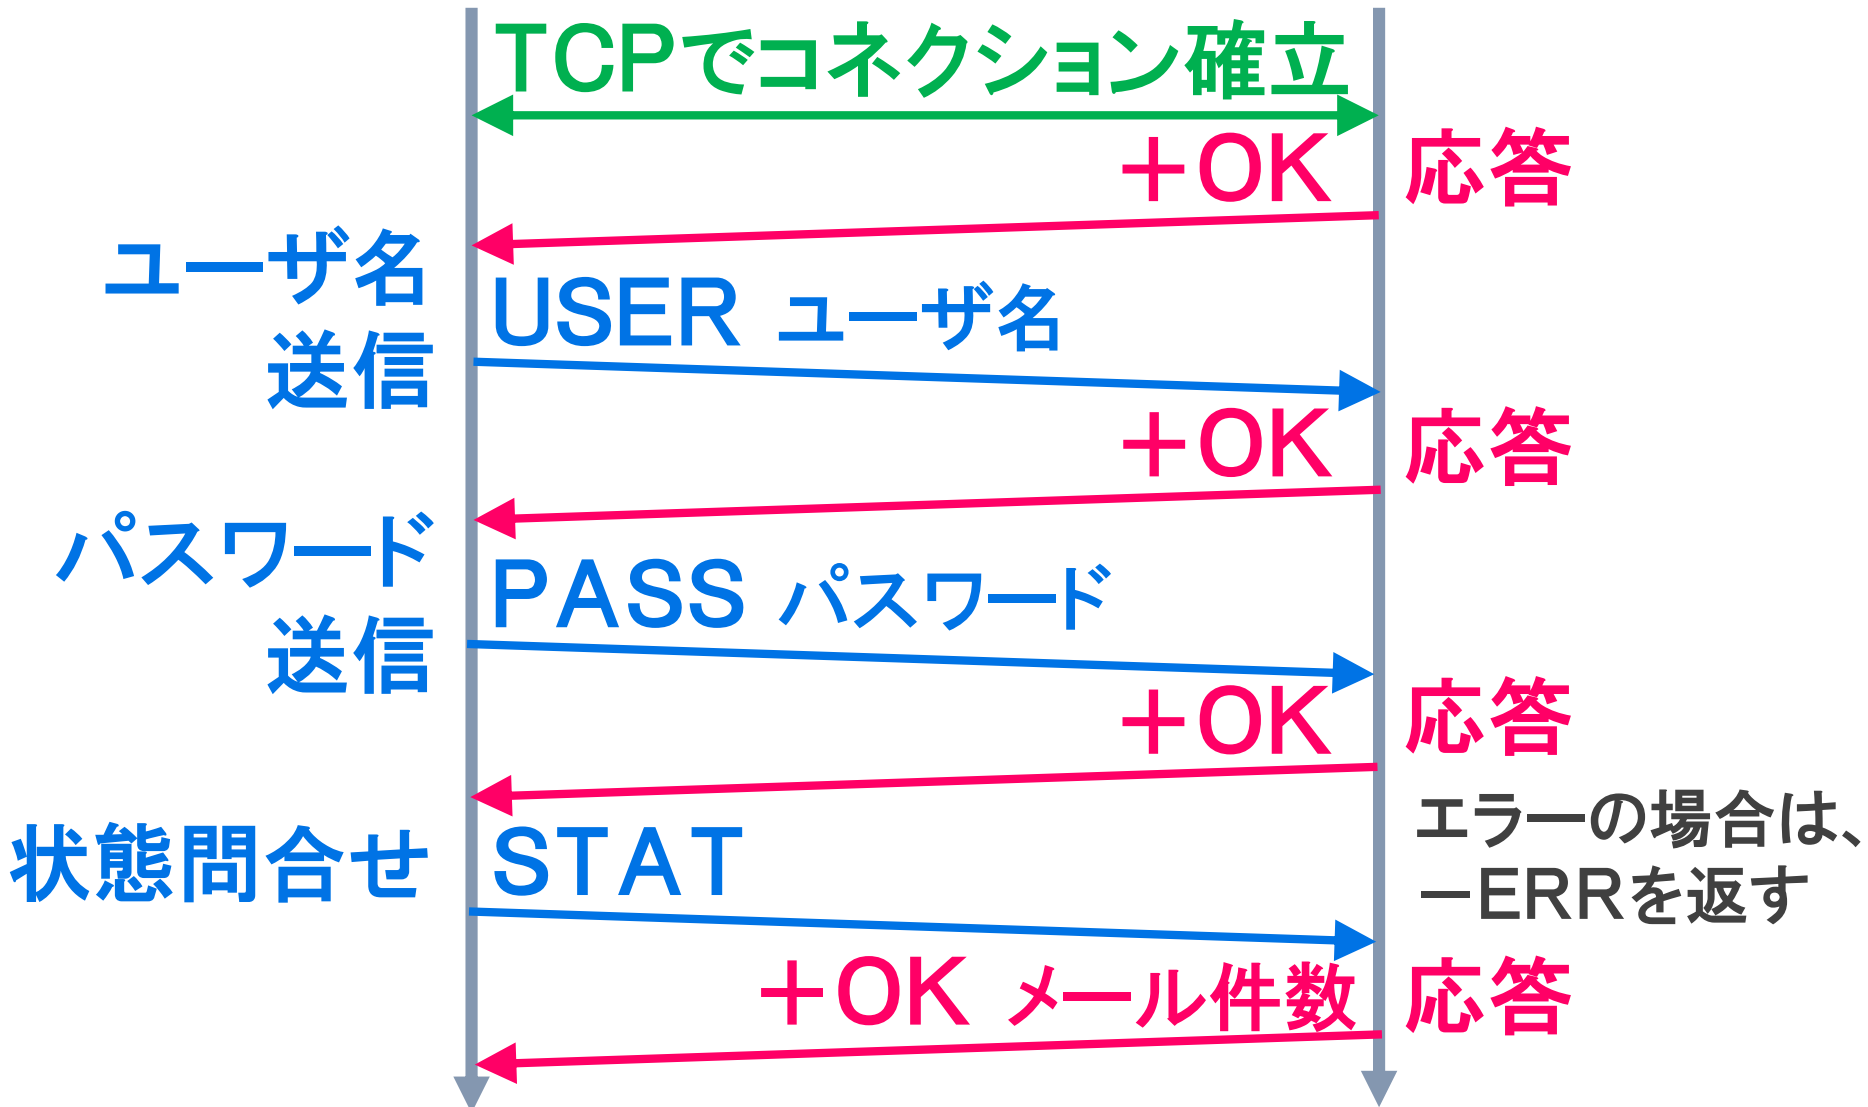 TCPでコネクション確立
+OK 応答
ユーザ名
送信
USER ユーザ名
+OK 応答
パスワード
送信
PASS パスワード
+OK 応答
エラーの場合は、
−ERRを返す
状態問合せ
STAT
+OK メール件数 応答